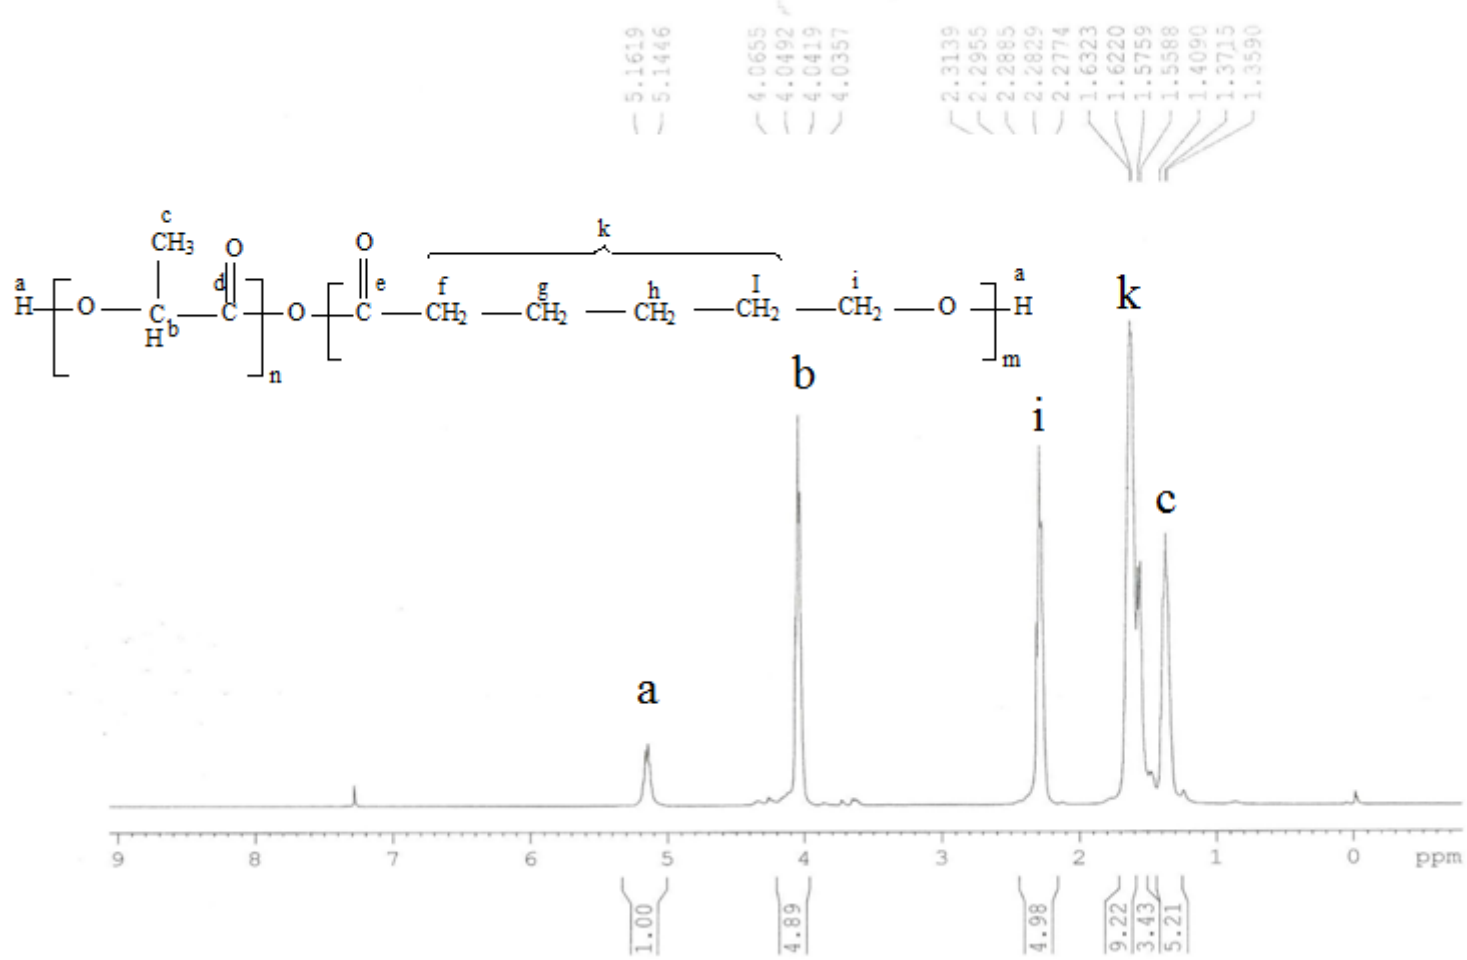 5.1619
5.1446
4.0655
4.0492
4.0419
4.0357
2.3139
2.2955
2.2885
2.2829
2.2774
1.6323
1.6220
1.5759
1.5588
1.4090
1.3715
1.3590
c
k
CH₃ O O
a d e f g h I i a
H O C C O C CH₂ CH₂ CH₂ CH₂ CH₂ O H
H b
n m
k
b
i
c
a
9 8 7 6 5 4 3 2 1 0 ppm
1.00
4.89
4.98
9.22
3.43
5.21